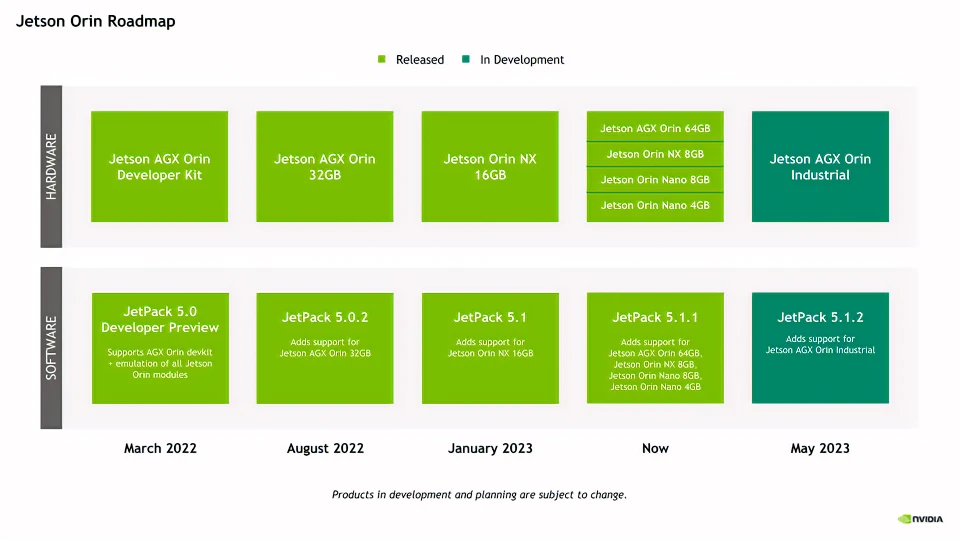 Jetson Orin Roadmap
Released
In Development
HARDWARE
Jetson AGX Orin
Developer Kit
Jetson AGX Orin
32GB
Jetson Orin NX
16GB
Jetson AGX Orin 64GB
Jetson Orin NX 8GB
Jetson Orin Nano 8GB
Jetson Orin Nano 4GB
Jetson AGX Orin
Industrial
SOFTWARE
JetPack 5.0
Developer Preview
Supports AGX Orin devkit
+ emulation of all Jetson
Orin modules
JetPack 5.0.2
Adds support for
Jetson AGX Orin 32GB
JetPack 5.1
Adds support for
Jetson Orin NX 16GB
JetPack 5.1.1
Adds support for
Jetson AGX Orin 64GB,
Jetson Orin NX 8GB,
Jetson Orin Nano 8GB,
Jetson Orin Nano 4GB
JetPack 5.1.2
Adds support for
Jetson AGX Orin Industrial
March 2022
August 2022
January 2023
Now
May 2023
Products in development and planning are subject to change.
NVIDIA